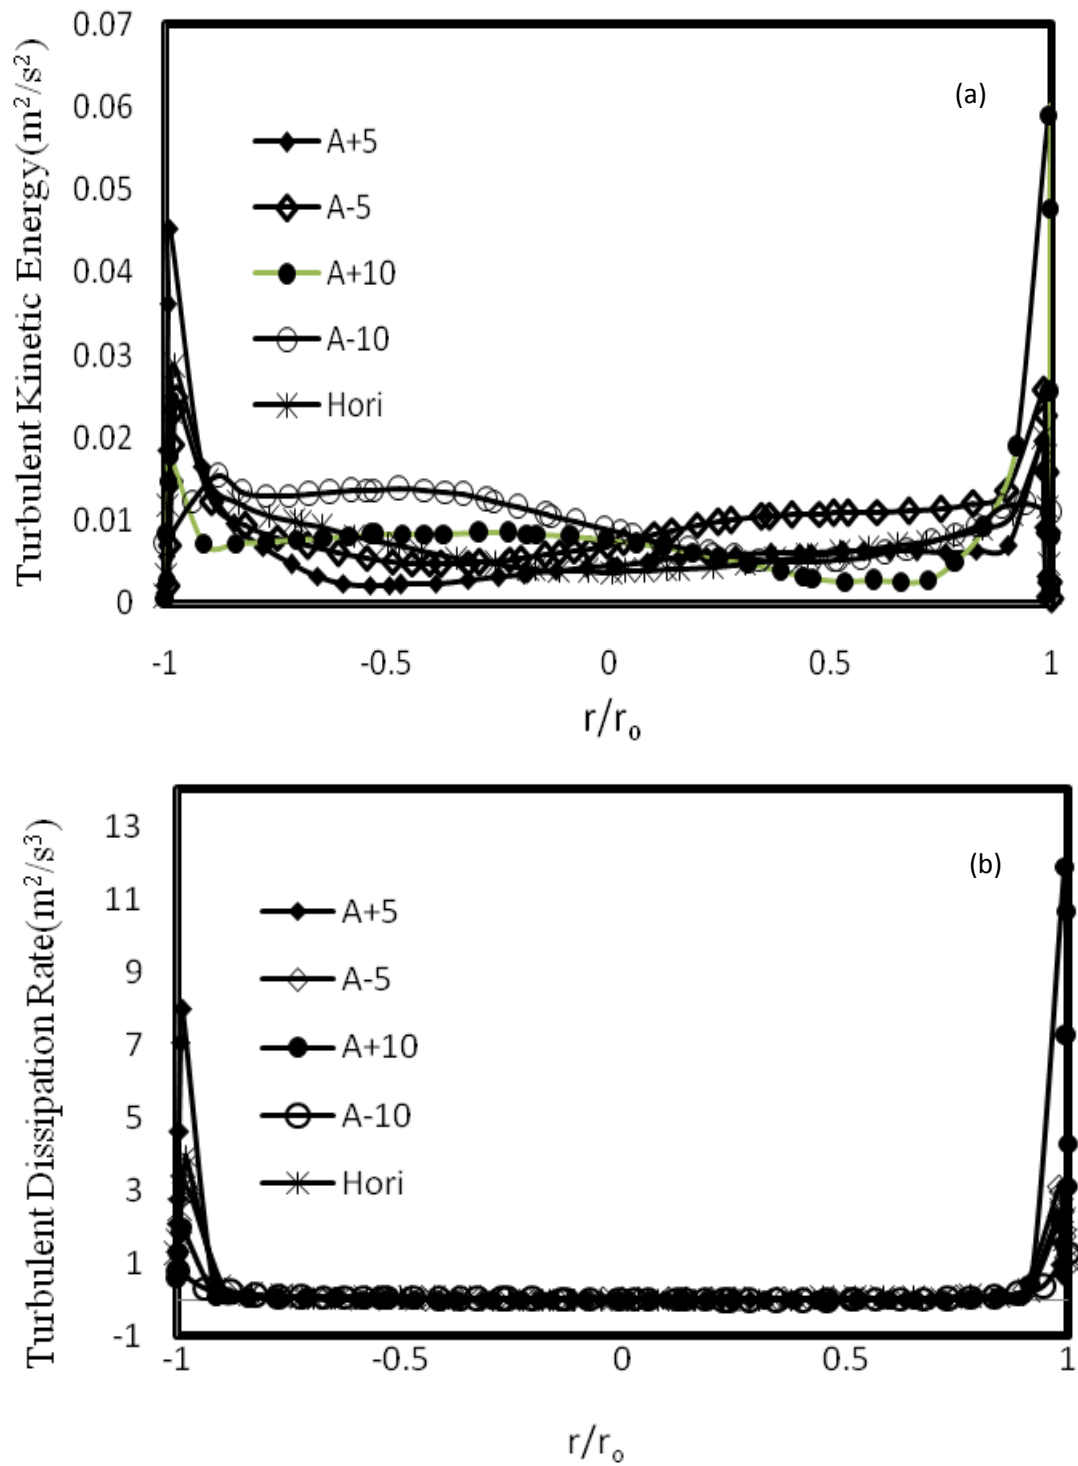 Turbulent Kinetic Energy(m²/s²)
0.07
0.06
0.05
0.04
0.03
0.02
0.01
0
(a)
A+5
A-5
A+10
A-10
Hori
-1 -0.5 0 0.5 1
r/rₒ
Turbulent Dissipation Rate(m²/s³)
13
11
9
7
5
3
1
-1
(b)
A+5
A-5
A+10
A-10
Hori
-1 -0.5 0 0.5 1
r/rₒ